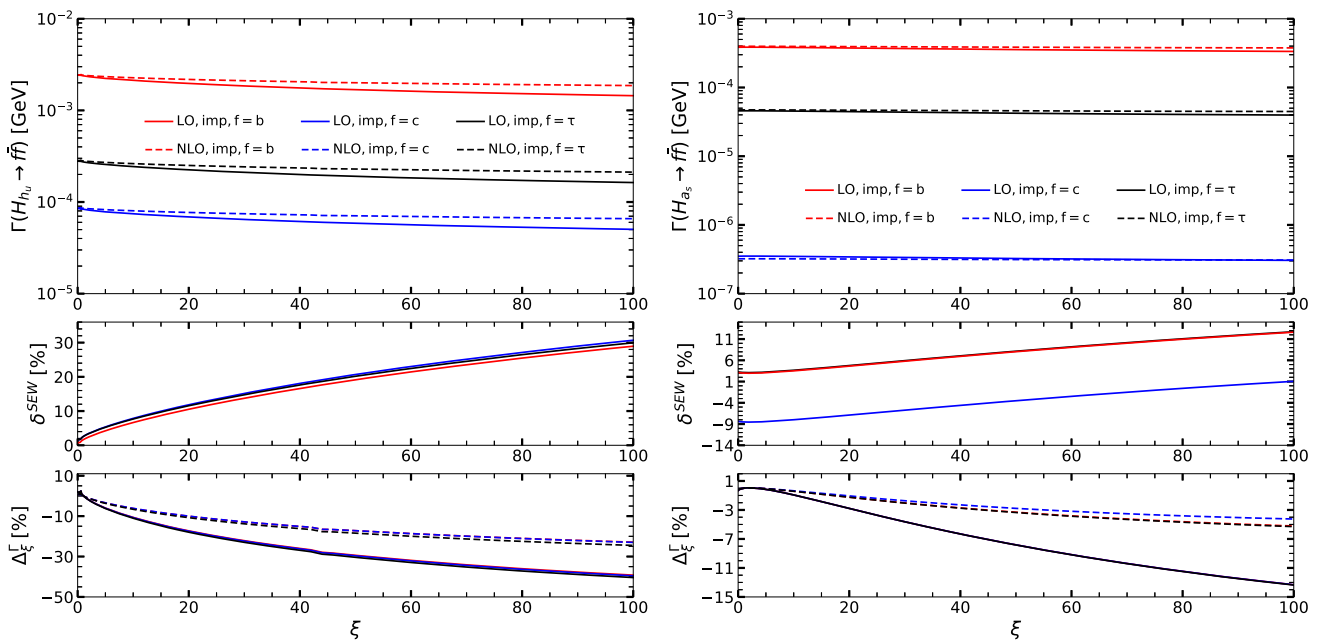 Γ(H_{h_u} → f f̄) [GeV]
10^{−2}
10^{−3}
10^{−4}
10^{−5}
LO, imp, f = b
LO, imp, f = c
LO, imp, f = τ
NLO, imp, f = b
NLO, imp, f = c
NLO, imp, f = τ
0 20 40 60 80 100
δ^{SEW} [%]
30
20
10
0
0 20 40 60 80 100
Δ_ξ^Γ [%]
10
−10
−30
−50
0 20 40 60 80 100
ξ
Γ(H_{a_s} → f f̄) [GeV]
10^{−3}
10^{−4}
10^{−5}
10^{−6}
10^{−7}
LO, imp, f = b
LO, imp, f = c
LO, imp, f = τ
NLO, imp, f = b
NLO, imp, f = c
NLO, imp, f = τ
0 20 40 60 80 100
δ^{SEW} [%]
11
6
1
−4
−9
−14
0 20 40 60 80 100
Δ_ξ^Γ [%]
1
−3
−7
−11
−15
0 20 40 60 80 100
ξ